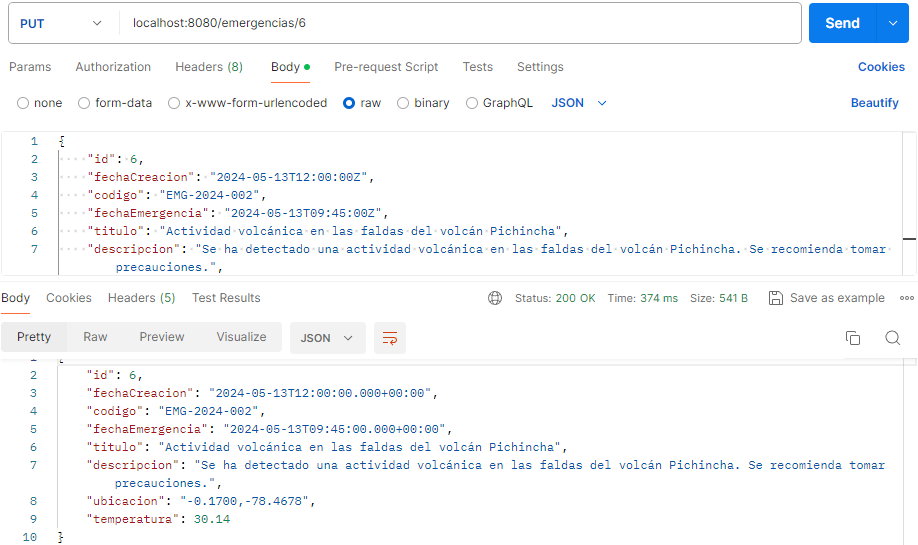 PUT localhost:8080/emergencias/6 Send
Params Authorization Headers (8) Body Pre-request Script Tests Settings Cookies
none form-data x-www-form-urlencoded raw binary GraphQL JSON Beautify
1 {
2 "id": 6,
3 "fechaCreacion": "2024-05-13T12:00:00Z",
4 "codigo": "EMG-2024-002",
5 "fechaEmergencia": "2024-05-13T09:45:00Z",
6 "titulo": "Actividad volcánica en las faldas del volcán Pichincha",
7 "descripcion": "Se ha detectado una actividad volcánica en las faldas del volcán Pichincha. Se recomienda tomar
precauciones.",
Body Cookies Headers (5) Test Results Status: 200 OK Time: 374 ms Size: 541 B Save as example
Pretty Raw Preview Visualize JSON
1 {
2 "id": 6,
3 "fechaCreacion": "2024-05-13T12:00:00.000+00:00",
4 "codigo": "EMG-2024-002",
5 "fechaEmergencia": "2024-05-13T09:45:00.000+00:00",
6 "titulo": "Actividad volcánica en las faldas del volcán Pichincha",
7 "descripcion": "Se ha detectado una actividad volcánica en las faldas del volcán Pichincha. Se recomienda tomar
precauciones.",
8 "ubicacion": "-0.1700,-78.4678",
9 "temperatura": 30.14
10 }